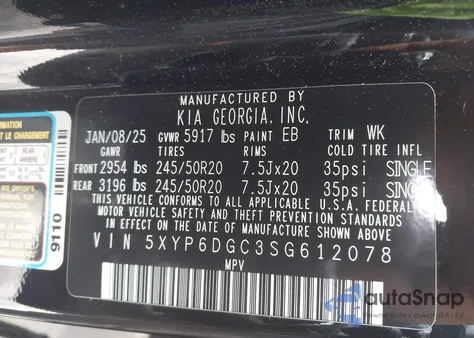 MANUFACTURED BY
KIA GEORGIA, INC.
JAN/08/25 GVWR 5917 lbs PAINT EB TRIM WK
GAWR TIRES RIMS COLD TIRE INFL
FRONT 2954 lbs 245/50R20 7.5Jx20 35psi SINGLE
REAR 3196 lbs 245/50R20 7.5Jx20 35psi SINGLE
THIS VEHICLE CONFORMS TO ALL APPLICABLE U.S.A FEDERAL
MOTOR VEHICLE SAFETY AND THEFT PREVENTION STANDARDS
IN EFFECT ON THE DATE OF MANUFACTURE SHOWN ABOVE.
VIN 5XYP6DGC3SG612078
MPV
9110
autoSnap